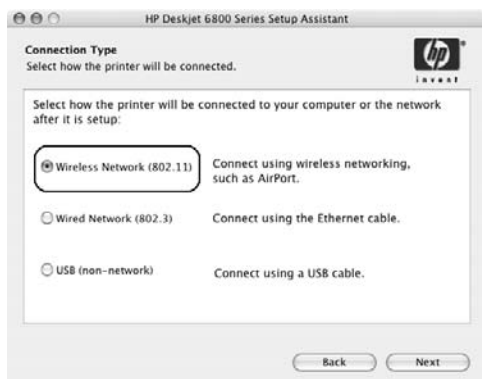 HP Deskjet 6800 Series Setup Assistant
Connection Type
Select how the printer will be connected.
hp
invent
Select how the printer will be connected to your computer or the network
after it is setup:
Wireless Network (802.11)
Connect using wireless networking,
such as AirPort.
Wired Network (802.3)
Connect using the Ethernet cable.
USB (non-network)
Connect using a USB cable.
Back
Next